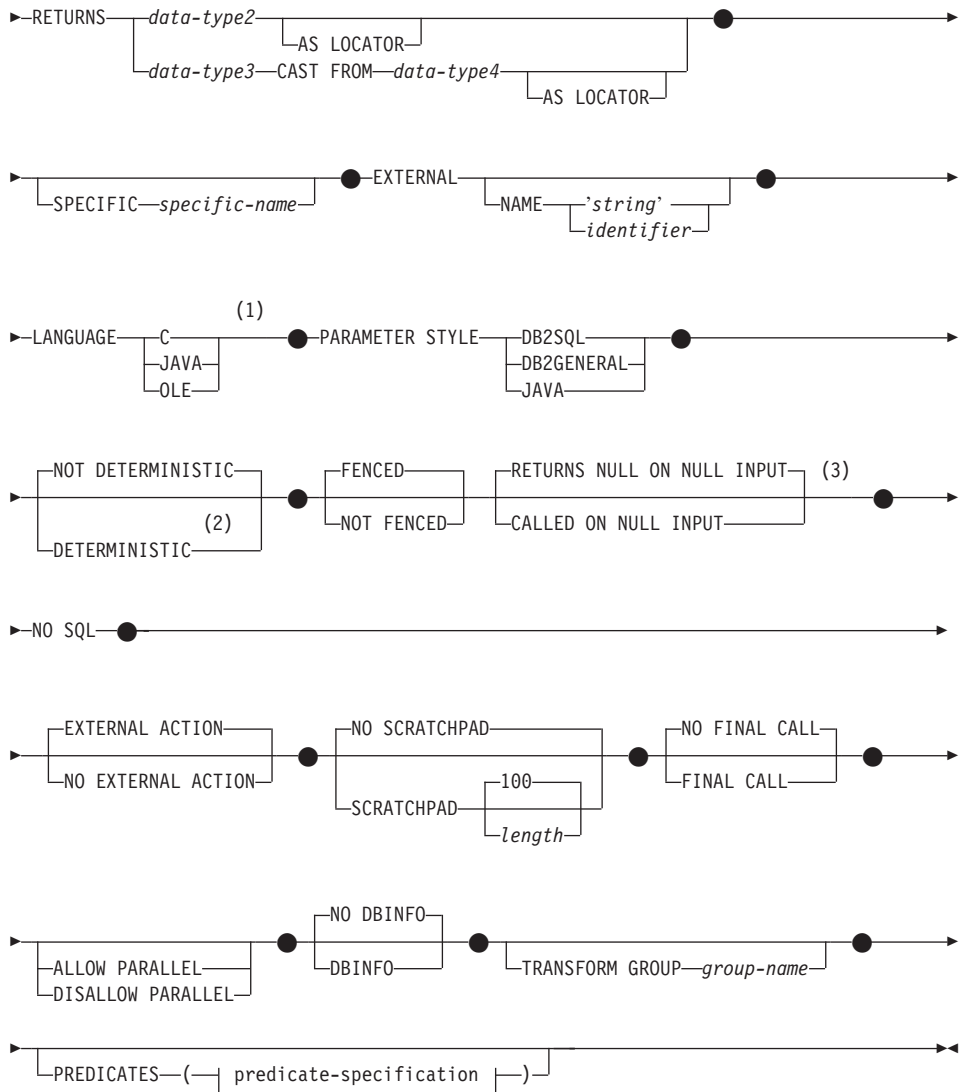 RETURNS data-type2
AS LOCATOR
data-type3 CAST FROM data-type4
AS LOCATOR
SPECIFIC specific-name EXTERNAL
NAME 'string'
identifier
(1)
LANGUAGE C PARAMETER STYLE DB2SQL
JAVA DB2GENERAL
OLE JAVA
NOT DETERMINISTIC FENCED RETURNS NULL ON NULL INPUT (3)
(2) NOT FENCED CALLED ON NULL INPUT
DETERMINISTIC
NO SQL
EXTERNAL ACTION NO SCRATCHPAD NO FINAL CALL
NO EXTERNAL ACTION 100 FINAL CALL
SCRATCHPAD
length
NO DBINFO
ALLOW PARALLEL DBINFO TRANSFORM GROUP group-name
DISALLOW PARALLEL
PREDICATES ( predicate-specification )